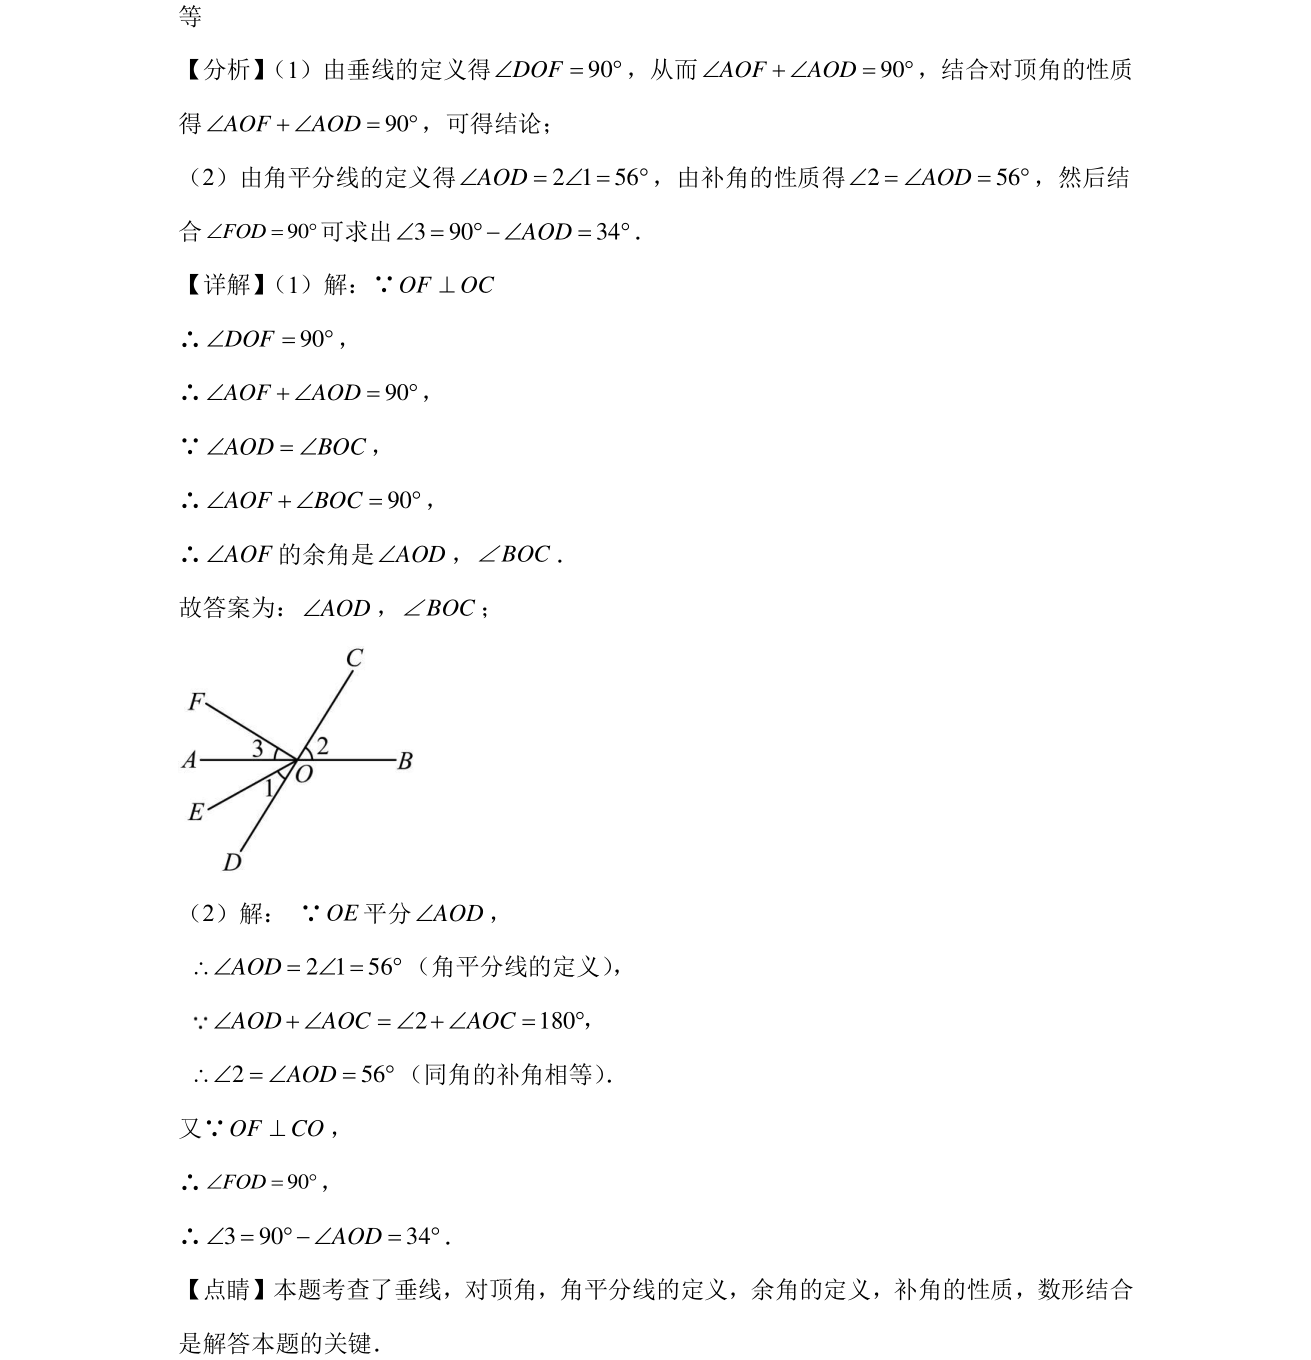 等
【分析】（1）由垂线的定义得∠DOF=90°，从而∠AOF+∠AOD=90°，结合对顶角的性质
得∠AOF+∠AOD=90°，可得结论；
（2）由角平分线的定义得∠AOD=2∠1=56°，由补角的性质得∠2=∠AOD=56°，然后结
合∠FOD=90°可求出∠3=90°−∠AOD=34°．
【详解】（1）解：∵OF⊥OC
∴∠DOF=90°，
∴∠AOF+∠AOD=90°，
∵∠AOD=∠BOC，
∴∠AOF+∠BOC=90°，
∴∠AOF的余角是∠AOD，∠BOC．
故答案为：∠AOD，∠BOC；
C
F
3 2
A B
O
1
E
D
（2）解： ∵OE平分∠AOD，
∴∠AOD=2∠1=56°（角平分线的定义），
∵∠AOD+∠AOC=∠2+∠AOC=180°，
∴∠2=∠AOD=56°（同角的补角相等）．
又∵OF⊥CO，
∴∠FOD=90°，
∴∠3=90°−∠AOD=34°．
【点睛】本题考查了垂线，对顶角，角平分线的定义，余角的定义，补角的性质，数形结合
是解答本题的关键．